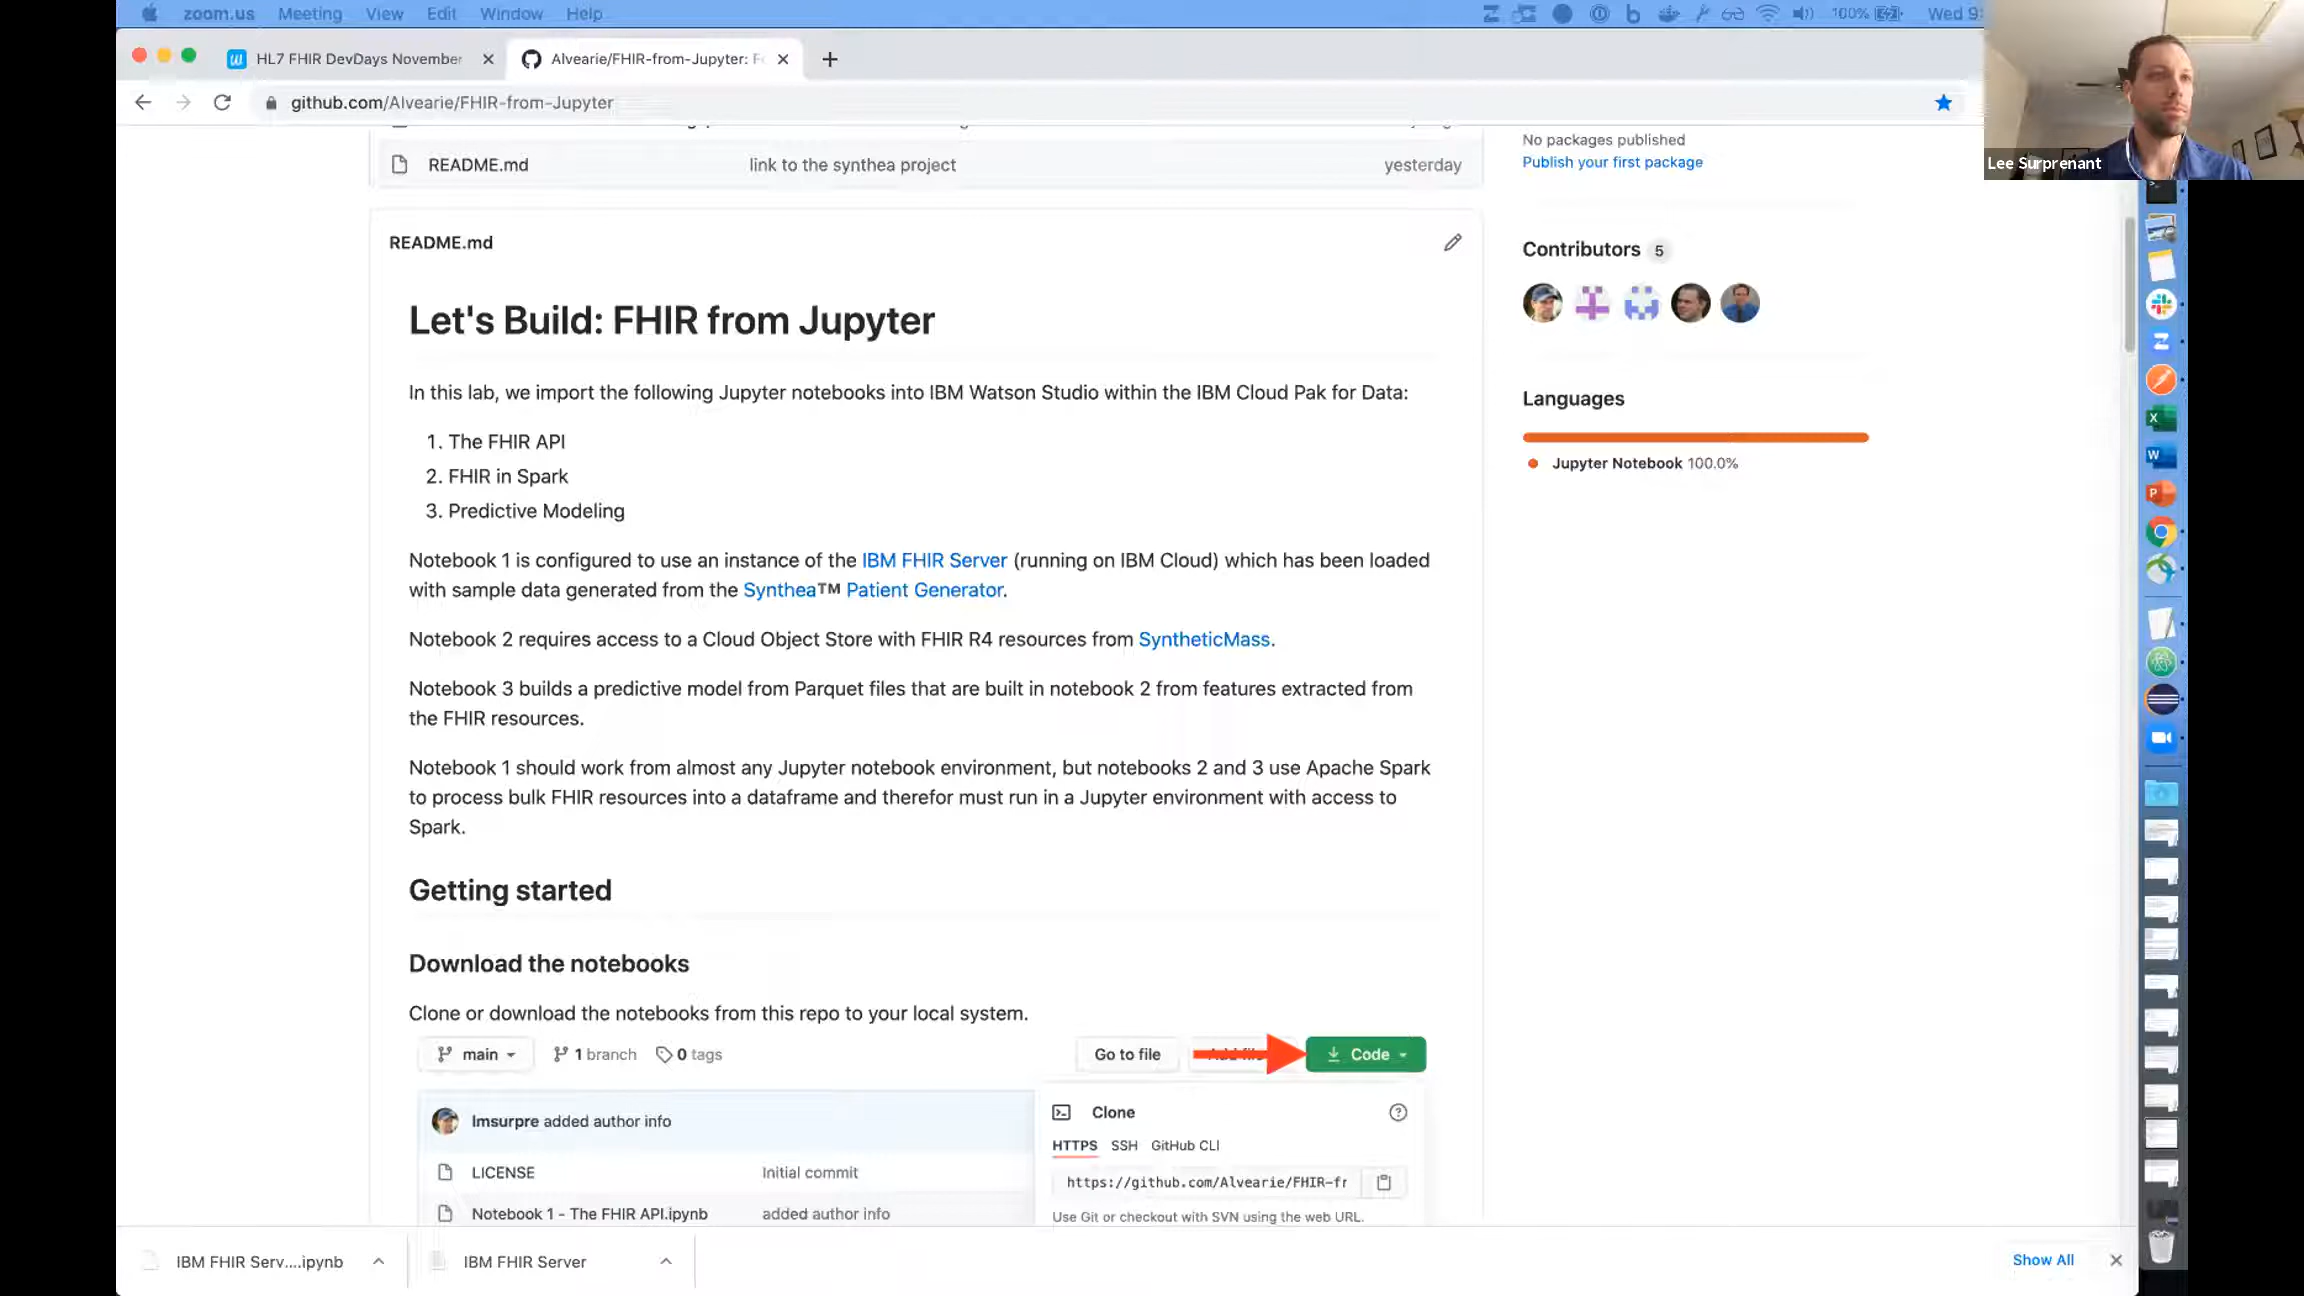 zoom.us Meeting View Edit Window Help 100% Wed 9:
HL7 FHIR DevDays November
Alvearie/FHIR-from-Jupyter: Fe
github.com/Alvearie/FHIR-from-Jupyter
Lee Surprenant
README.md link to the synthea project yesterday
No packages published
Publish your first package
README.md
Contributors 5
Languages
Jupyter Notebook 100.0%
Let's Build: FHIR from Jupyter
In this lab, we import the following Jupyter notebooks into IBM Watson Studio within the IBM Cloud Pak for Data:
1. The FHIR API
2. FHIR in Spark
3. Predictive Modeling
Notebook 1 is configured to use an instance of the IBM FHIR Server (running on IBM Cloud) which has been loaded
with sample data generated from the Synthea™ Patient Generator.
Notebook 2 requires access to a Cloud Object Store with FHIR R4 resources from SyntheticMass.
Notebook 3 builds a predictive model from Parquet files that are built in notebook 2 from features extracted from
the FHIR resources.
Notebook 1 should work from almost any Jupyter notebook environment, but notebooks 2 and 3 use Apache Spark
to process bulk FHIR resources into a dataframe and therefor must run in a Jupyter environment with access to
Spark.
Getting started
Download the notebooks
Clone or download the notebooks from this repo to your local system.
main 1 branch 0 tags Go to file Add file Code
lmsurpre added author info
Clone
HTTPS SSH GitHub CLI
LICENSE Initial commit
https://github.com/Alvearie/FHIR-fr
Notebook 1 - The FHIR API.ipynb added author info
Use Git or checkout with SVN using the web URL.
IBM FHIR Serv....ipynb
IBM FHIR Server
Show All